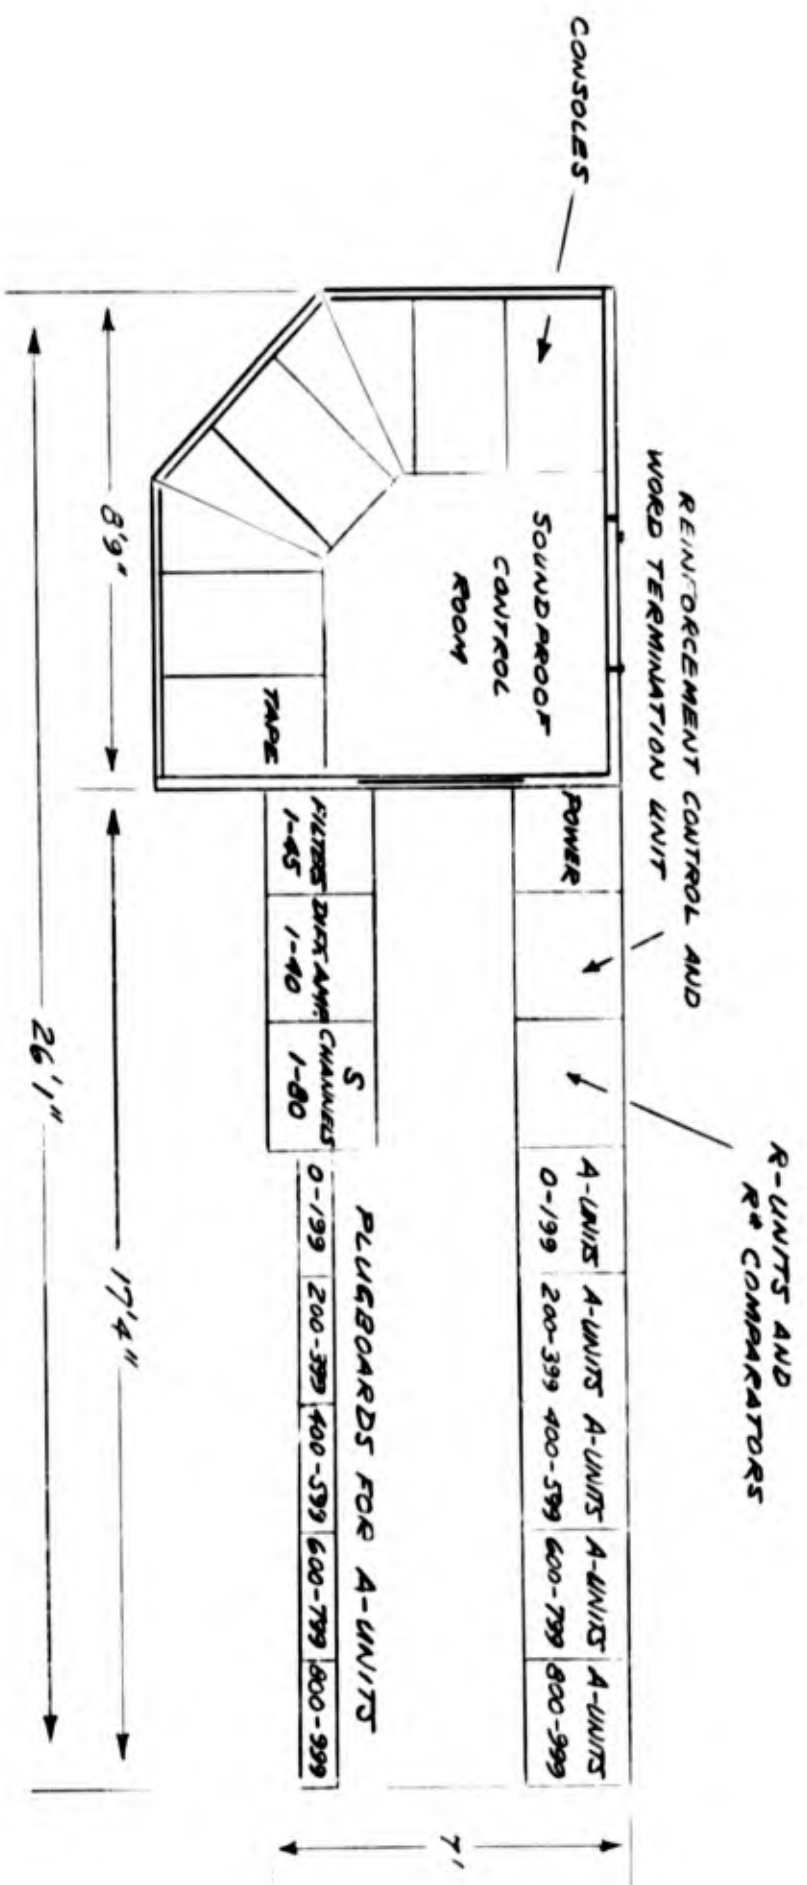 CONSOLES
REINFORCEMENT CONTROL AND
WORD TERMINATION UNIT
R-UNITS AND
R* COMPARATORS
SOUNDPROOF
CONTROL
ROOM
TAPE
POWER
A-UNITS A-UNITS A-UNITS A-UNITS A-UNITS
0-199 200-399 400-599 600-799 800-999
FILTERS DIFF. AMP. S CHANNELS
1-45 1-40 1-80
PLUGBOARDS FOR A-UNITS
0-199 200-399 400-599 600-799 800-999
7'
8'9"
17'4"
26'1"